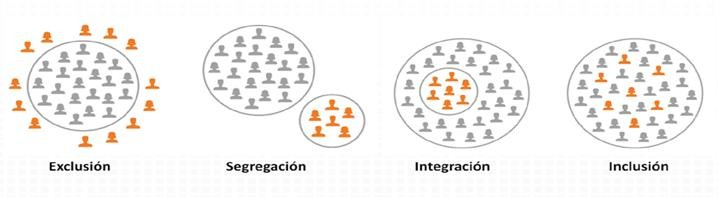 Exclusión
Segregación
Integración
Inclusión